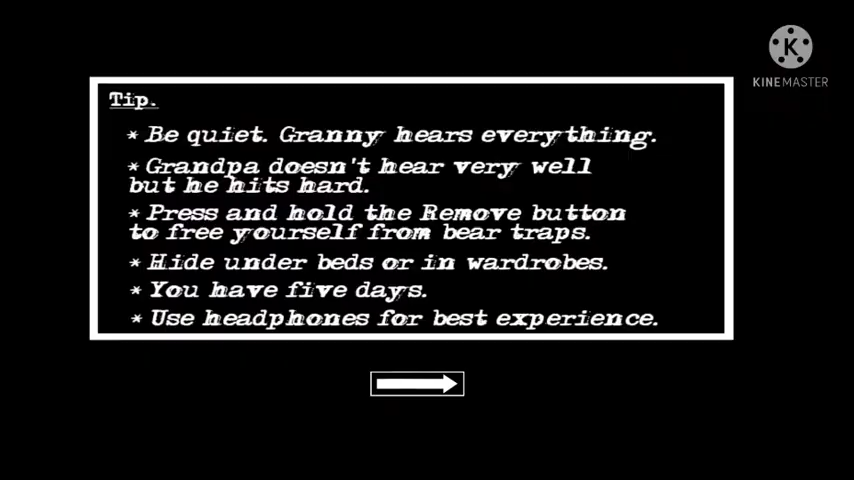 KINEMASTER
Tip.
* Be quiet. Granny hears everything.
* Grandpa doesn't hear very well
but he hits hard.
* Press and hold the Remove button
to free yourself from bear traps.
* Hide under beds or in wardrobes.
* You have five days.
* Use headphones for best experience.